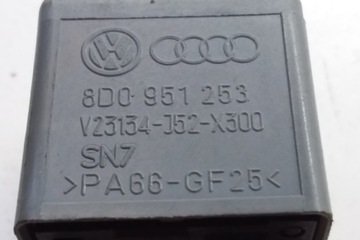 8D0 951 253
V23134-J52-X300
SN7
>PA66-GF25<